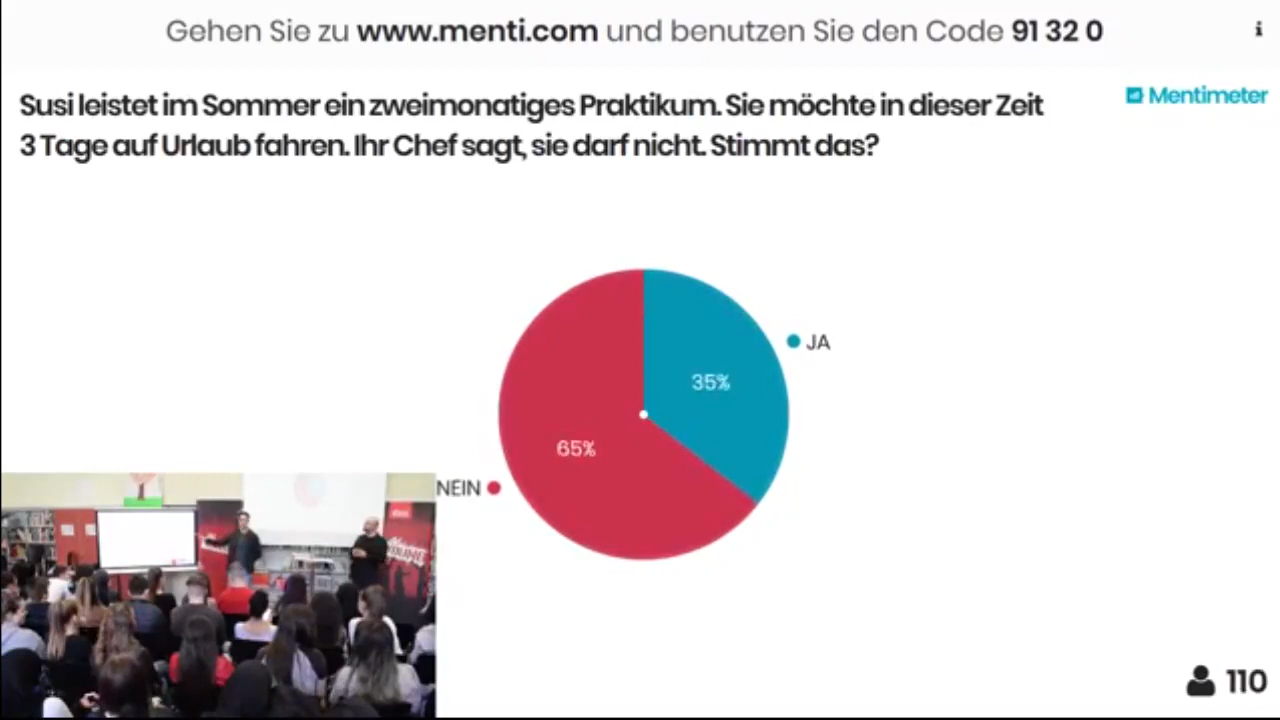 Gehen Sie zu www.menti.com und benutzen Sie den Code 91 32 0
i
Susi leistet im Sommer ein zweimonatiges Praktikum. Sie möchte in dieser Zeit
Mentimeter
3 Tage auf Urlaub fahren. Ihr Chef sagt, sie darf nicht. Stimmt das?
JA
35%
65%
NEIN
110